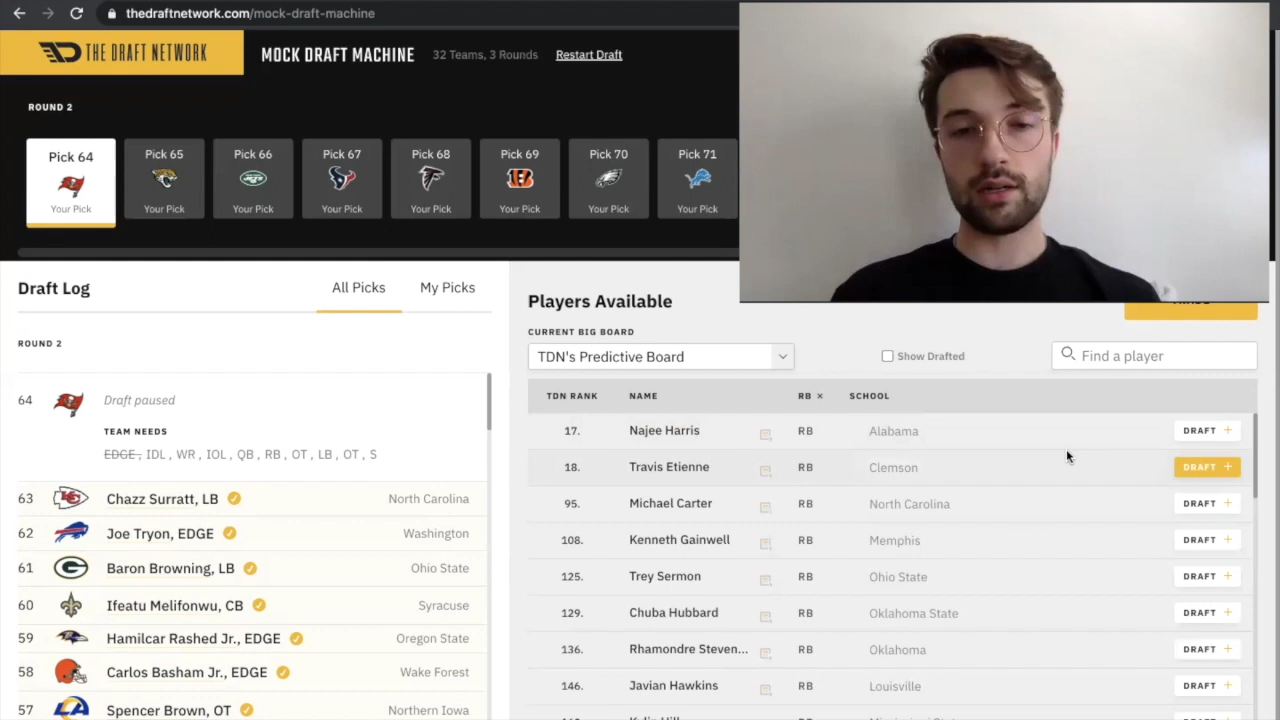 thedraftnetwork.com/mock-draft-machine
THE DRAFT NETWORK
MOCK DRAFT MACHINE
32 Teams, 3 Rounds
Restart Draft
ROUND 2
Pick 64 Pick 65 Pick 66 Pick 67 Pick 68 Pick 69 Pick 70 Pick 71
Your Pick Your Pick Your Pick Your Pick Your Pick Your Pick Your Pick Your Pick
Draft Log
All Picks
My Picks
ROUND 2
64 Draft paused
TEAM NEEDS
EDGE , IDL , WR , IOL , QB , RB , OT , LB , OT , S
63 Chazz Surratt, LB North Carolina
62 Joe Tryon, EDGE Washington
61 Baron Browning, LB Ohio State
60 Ifeatu Melifonwu, CB Syracuse
59 Hamilcar Rashed Jr., EDGE Oregon State
58 Carlos Basham Jr., EDGE Wake Forest
57 Spencer Brown, OT Northern Iowa
Players Available
CURRENT BIG BOARD
TDN's Predictive Board
Show Drafted
Find a player
TDN RANK NAME RB × SCHOOL
17. Najee Harris RB Alabama DRAFT +
18. Travis Etienne RB Clemson DRAFT +
95. Michael Carter RB North Carolina DRAFT +
108. Kenneth Gainwell RB Memphis DRAFT +
125. Trey Sermon RB Ohio State DRAFT +
129. Chuba Hubbard RB Oklahoma State DRAFT +
136. Rhamondre Steven... RB Oklahoma DRAFT +
146. Javian Hawkins RB Louisville DRAFT +